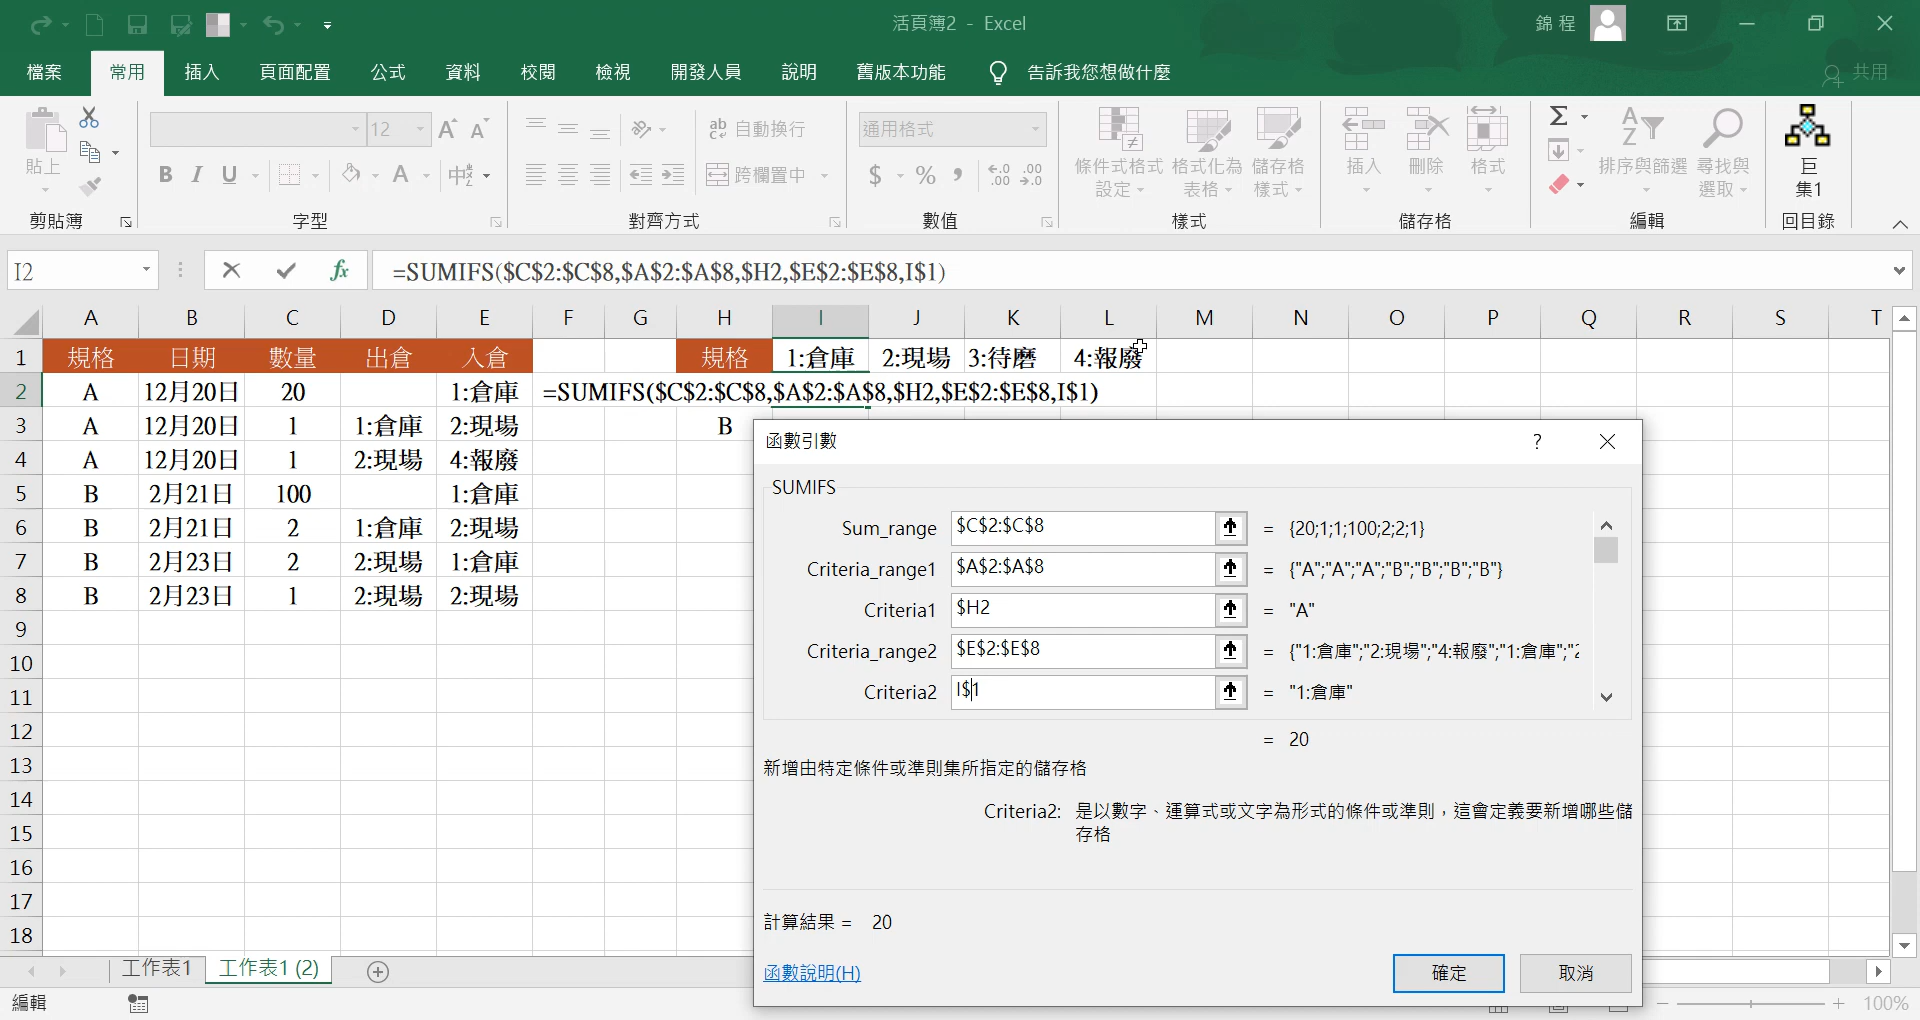 活頁簿2 - Excel
錦 程
檔案 常用 插入 頁面配置 公式 資料 校閱 檢視 開發人員 說明 舊版本功能 告訴我您想做什麼 共用
貼上
剪貼簿
12
B I U A 中
字型
ab 自動換行
跨欄置中
對齊方式
通用格式
$ % , .00 .00
數值
條件式格式設定
格式化為表格
儲存格樣式
樣式
插入 刪除 格式
儲存格
Σ
排序與篩選
尋找與選取
編輯
巨集1
回目錄
I2
fx
=SUMIFS($C$2:$C$8,$A$2:$A$8,$H2,$E$2:$E$8,I$1)
A B C D E F G H I J K L M N O P Q R S T
1 規格 日期 數量 出倉 入倉 規格 1:倉庫 2:現場 3:待磨 4:報廢
2 A 12月20日 20 1:倉庫 =SUMIFS($C$2:$C$8,$A$2:$A$8,$H2,$E$2:$E$8,I$1)
3 A 12月20日 1 1:倉庫 2:現場 B
4 A 12月20日 1 2:現場 4:報廢
5 B 2月21日 100 1:倉庫
6 B 2月21日 2 1:倉庫 2:現場
7 B 2月23日 2 2:現場 1:倉庫
8 B 2月23日 1 2:現場 2:現場
9
10
11
12
13
14
15
16
17
18
函數引數 ?
SUMIFS
Sum_range $C$2:$C$8 = {20;1;1;100;2;2;1}
Criteria_range1 $A$2:$A$8 = {"A";"A";"A";"B";"B";"B";"B"}
Criteria1 $H2 = "A"
Criteria_range2 $E$2:$E$8 = {"1:倉庫";"2:現場";"4:報廢";"1:倉庫";"2
Criteria2 I$1 = "1:倉庫"
= 20
新增由特定條件或準則集所指定的儲存格
Criteria2: 是以數字、運算式或文字為形式的條件或準則，這會定義要新增哪些儲
存格
計算結果 = 20
函數說明(H)
確定 取消
工作表1 工作表1 (2)
編輯
100%